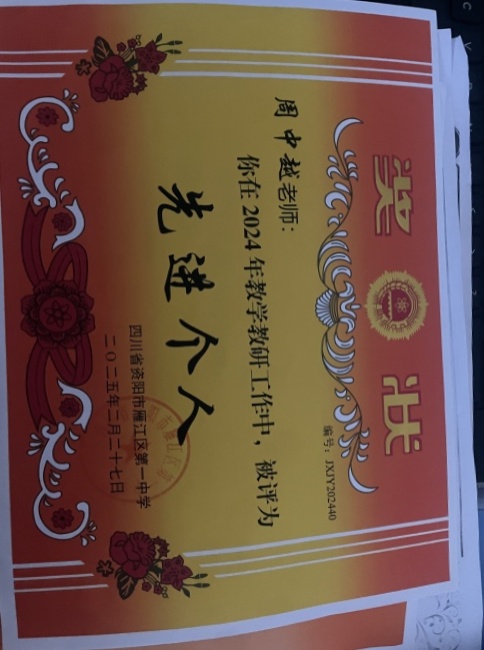 奖状
编号：JXJY202440
周中越老师：
你在2024年教学教研工作中，被评为
先进个人
四川省资阳市雁江区第一中学
二〇二五年二月二十七日